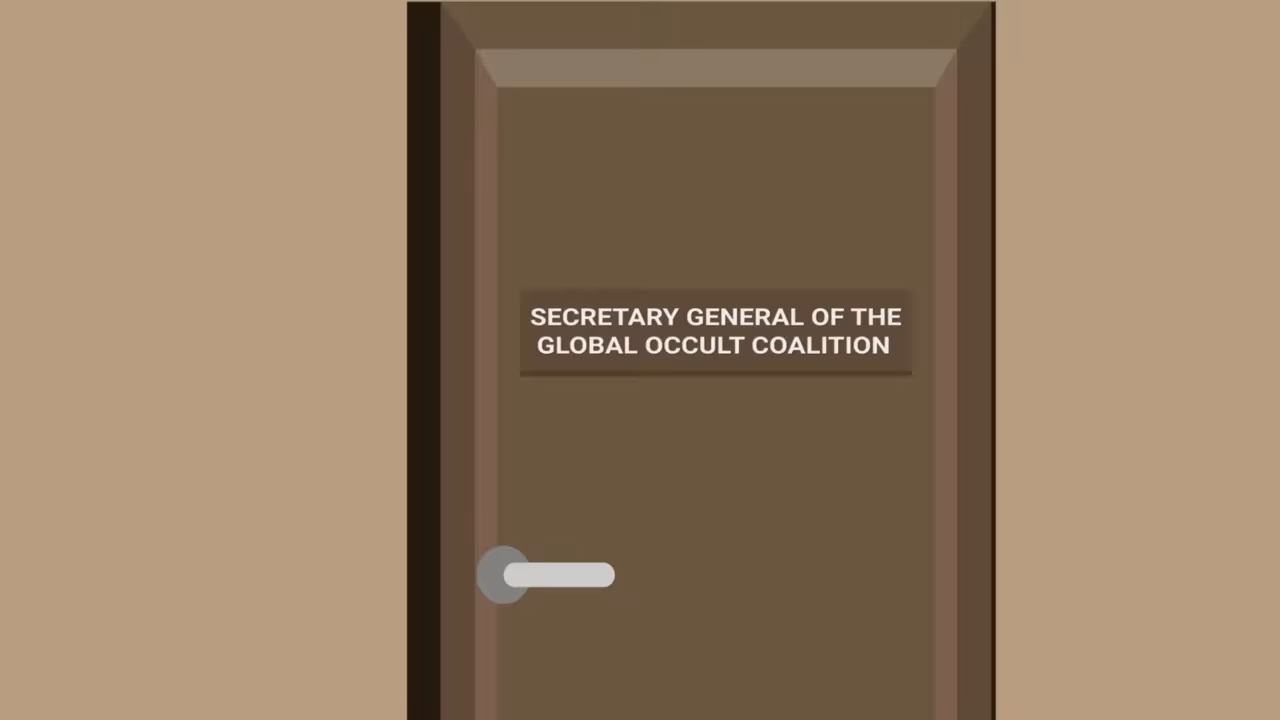 SECRETARY GENERAL OF THE
GLOBAL OCCULT COALITION